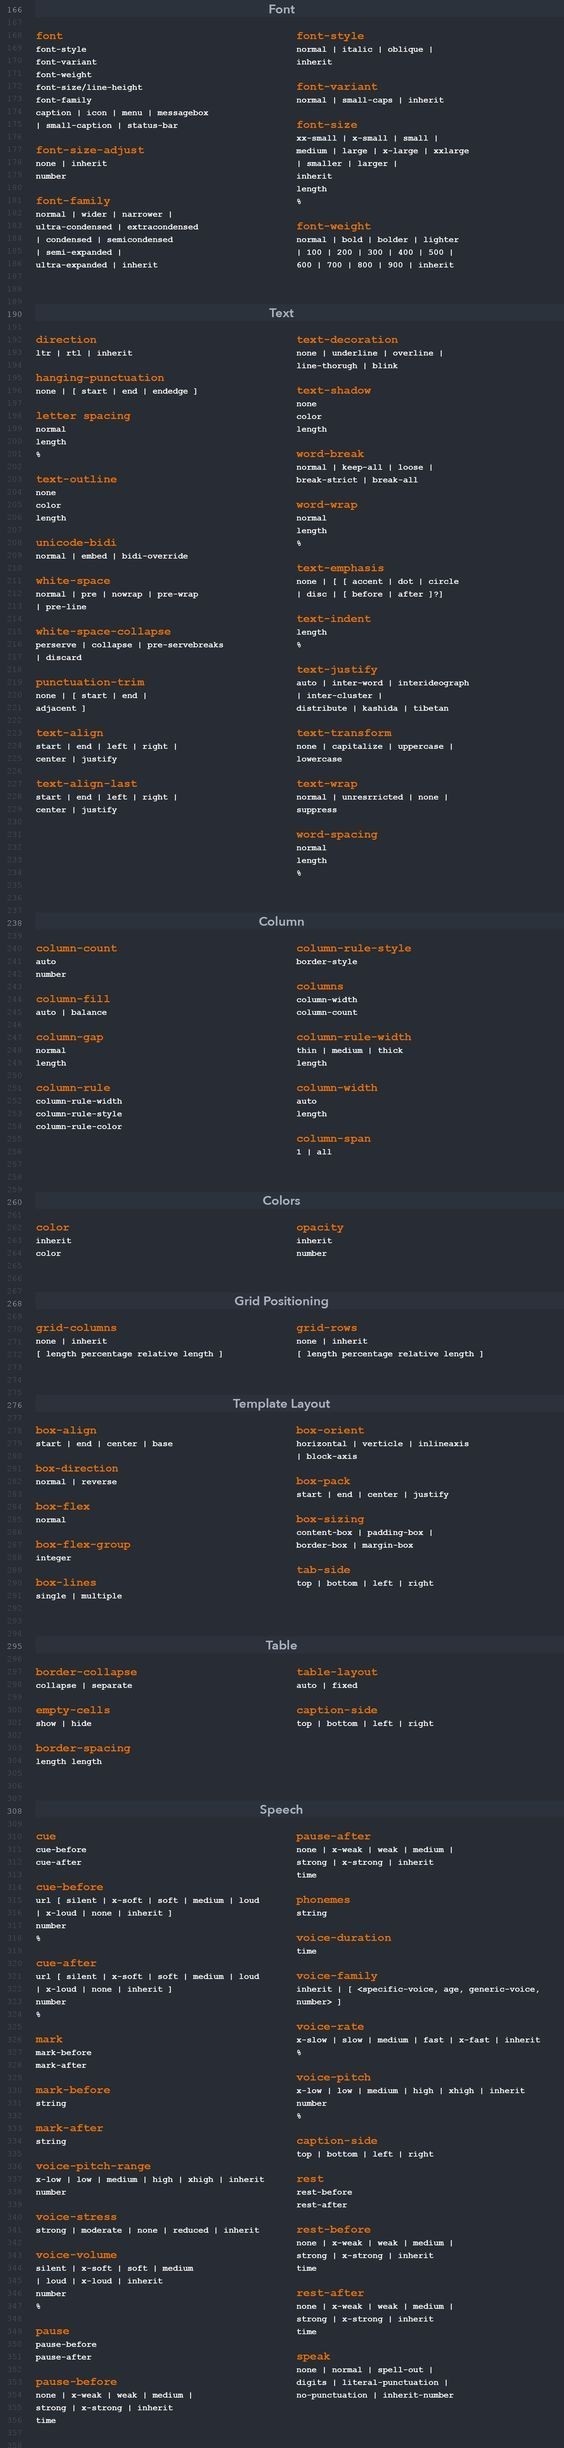 Font
font
font-style
font-variant
font-weight
font-size/line-height
font-family
caption | icon | menu | messagebox
| small-caption | status-bar
font-size-adjust
none | inherit
number
font-family
normal | wider | narrower |
ultra-condensed | extracondensed
| condensed | semicondensed
| semi-expanded |
ultra-expanded | inherit
font-style
normal | italic | oblique |
inherit
font-variant
normal | small-caps | inherit
font-size
xx-small | x-small | small |
medium | large | x-large | xxlarge
| smaller | larger |
inherit
length
%
font-weight
normal | bold | bolder | lighter
| 100 | 200 | 300 | 400 | 500 |
600 | 700 | 800 | 900 | inherit
Text
direction
ltr | rtl | inherit
hanging-punctuation
none | [ start | end | endedge ]
letter spacing
normal
length
%
text-outline
none
color
length
unicode-bidi
normal | embed | bidi-override
white-space
normal | pre | nowrap | pre-wrap
| pre-line
white-space-collapse
perserve | collapse | pre-servebreaks
| discard
punctuation-trim
none | [ start | end |
adjacent ]
text-align
start | end | left | right |
center | justify
text-align-last
start | end | left | right |
center | justify
text-decoration
none | underline | overline |
line-thorugh | blink
text-shadow
none
color
length
word-break
normal | keep-all | loose |
break-strict | break-all
word-wrap
normal
length
%
text-emphasis
none | [ [ accent | dot | circle
| disc | [ before | after ]?]
text-indent
length
%
text-justify
auto | inter-word | interideograph
| inter-cluster |
distribute | kashida | tibetan
text-transform
none | capitalize | uppercase |
lowercase
text-wrap
normal | unresrricted | none |
suppress
word-spacing
normal
length
%
Column
column-count
auto
number
column-fill
auto | balance
column-gap
normal
length
column-rule
column-rule-width
column-rule-style
column-rule-color
column-rule-style
border-style
columns
column-width
column-count
column-rule-width
thin | medium | thick
length
column-width
auto
length
column-span
1 | all
Colors
color
inherit
color
opacity
inherit
number
Grid Positioning
grid-columns
none | inherit
[ length percentage relative length ]
grid-rows
none | inherit
[ length percentage relative length ]
Template Layout
box-align
start | end | center | base
box-direction
normal | reverse
box-flex
normal
box-flex-group
integer
box-lines
single | multiple
box-orient
horizontal | verticle | inlineaxis
| block-axis
box-pack
start | end | center | justify
box-sizing
content-box | padding-box |
border-box | margin-box
tab-side
top | bottom | left | right
Table
border-collapse
collapse | separate
empty-cells
show | hide
border-spacing
length length
table-layout
auto | fixed
caption-side
top | bottom | left | right
Speech
cue
cue-before
cue-after
cue-before
url [ silent | x-soft | soft | medium | loud
| x-loud | none | inherit ]
number
%
cue-after
url [ silent | x-soft | soft | medium | loud
| x-loud | none | inherit ]
number
%
mark
mark-before
mark-after
mark-before
string
mark-after
string
voice-pitch-range
x-low | low | medium | high | xhigh | inherit
number
voice-stress
strong | moderate | none | reduced | inherit
voice-volume
silent | x-soft | soft | medium
| loud | x-loud | inherit
number
%
pause
pause-before
pause-after
pause-before
none | x-weak | weak | medium |
strong | x-strong | inherit
time
pause-after
none | x-weak | weak | medium |
strong | x-strong | inherit
time
phonemes
string
voice-duration
time
voice-family
inherit | [ <specific-voice, age, generic-voice,
number> ]
voice-rate
x-slow | slow | medium | fast | x-fast | inherit
%
voice-pitch
x-low | low | medium | high | xhigh | inherit
number
%
caption-side
top | bottom | left | right
rest
rest-before
rest-after
rest-before
none | x-weak | weak | medium |
strong | x-strong | inherit
time
rest-after
none | x-weak | weak | medium |
strong | x-strong | inherit
time
speak
none | normal | spell-out |
digits | literal-punctuation |
no-punctuation | inherit-number